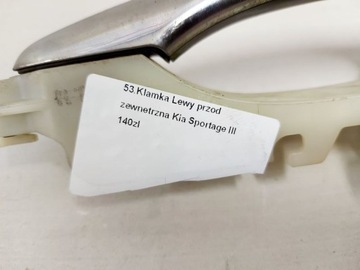 53.Klamka Lewy przod
zewnetrzna Kia Sportage III
140zl